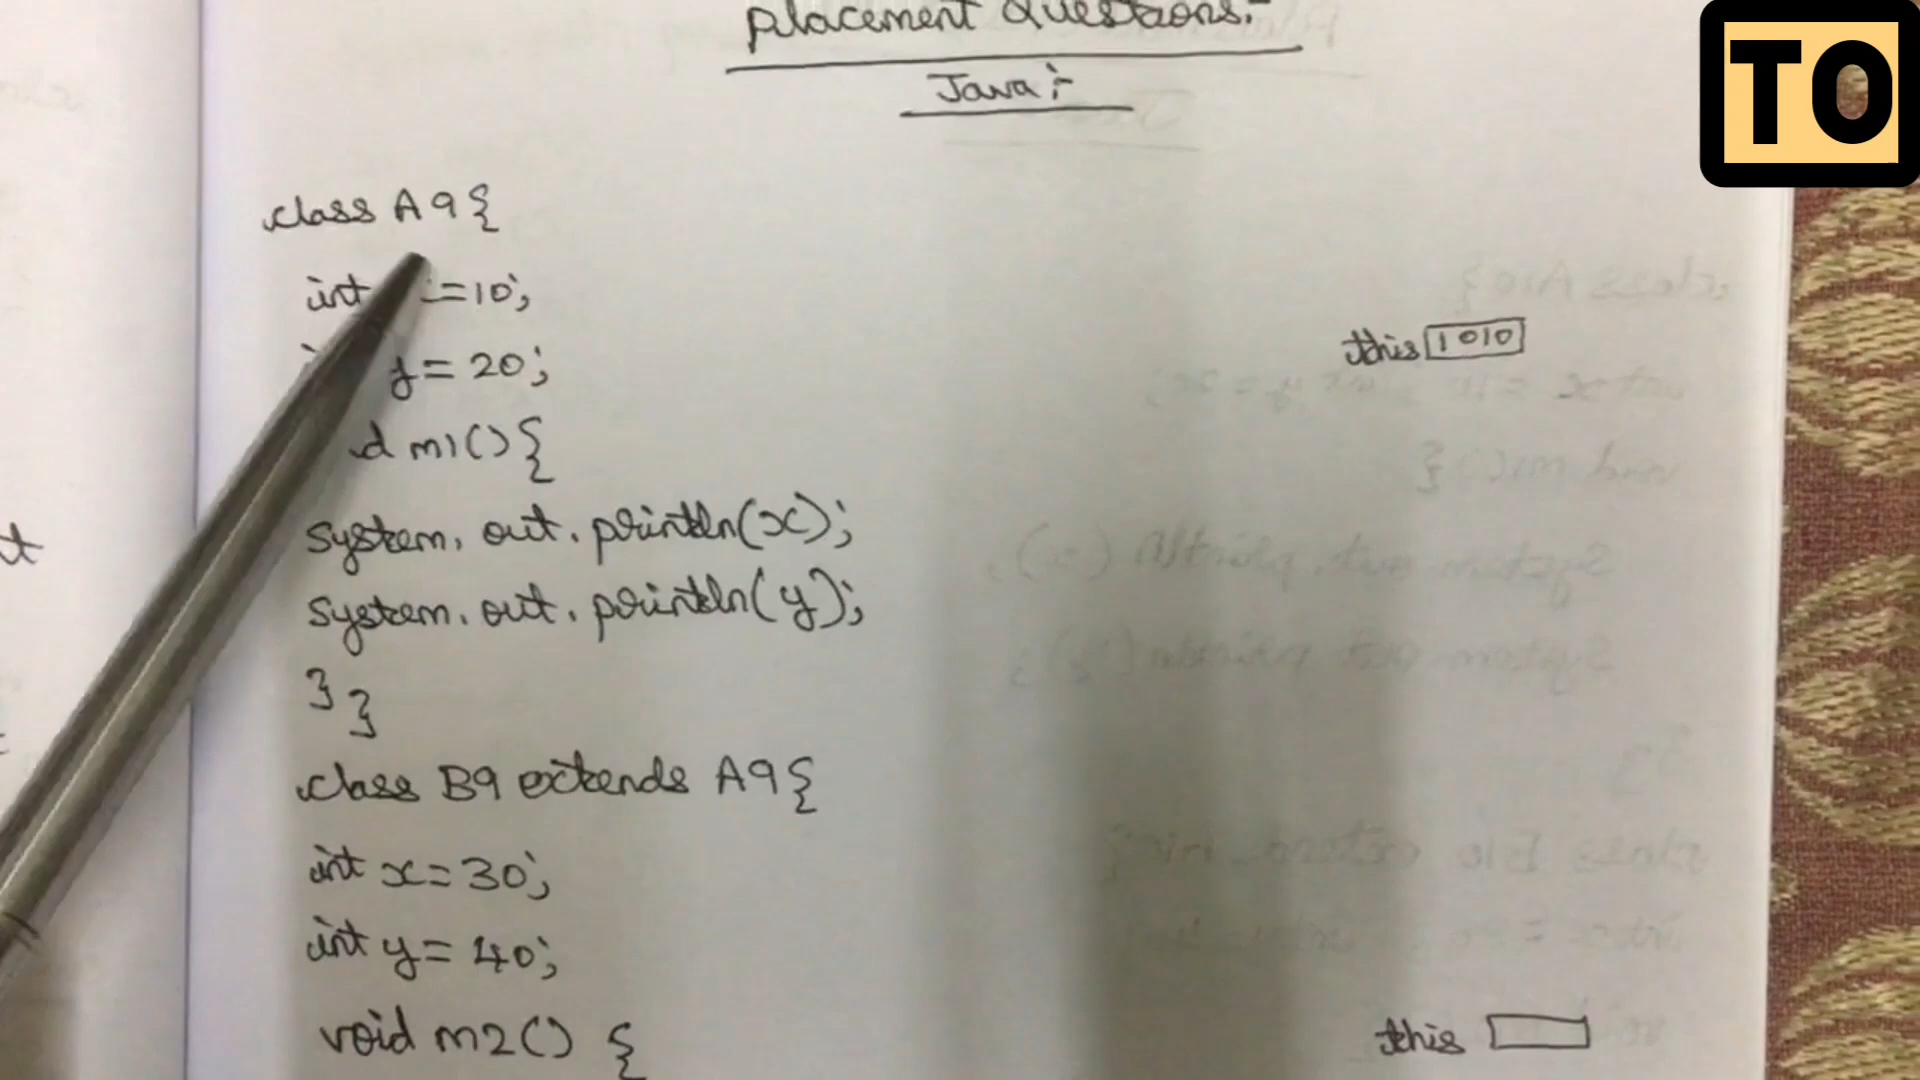 Placement Questions:-
TO
Java :-
class A9{
int =10;
y= 20;
d m1(){
this 1010
system. out. println(x);
system. out. println(y);
}
}
class B9 extends A9{
int x=30;
int y= 40;
void m2() {
this